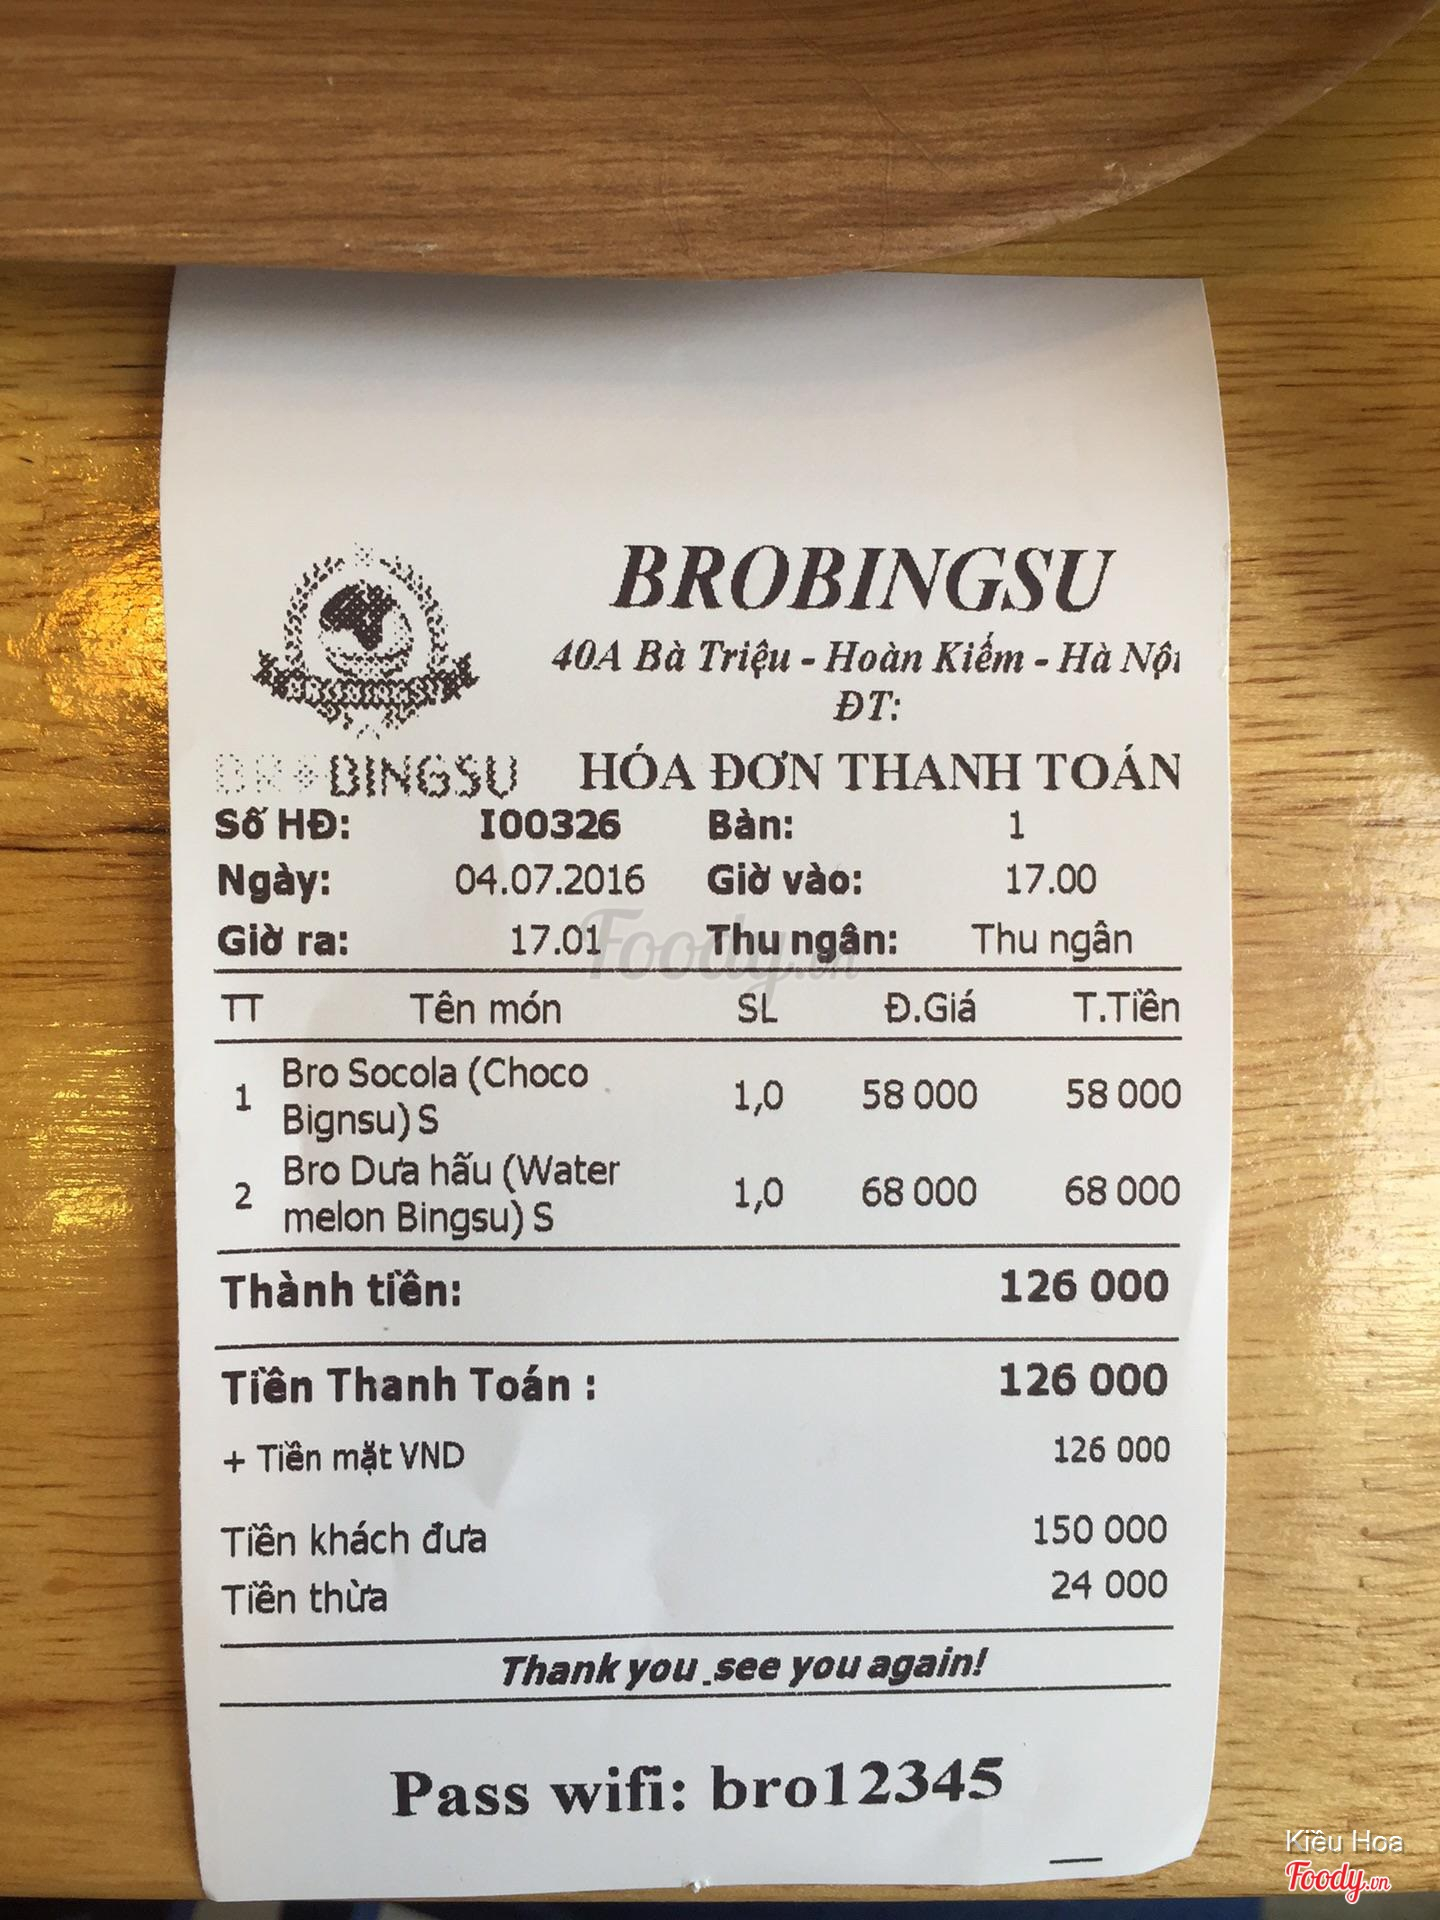 BROBINGSU
BROBINGSU
40A Bà Triệu - Hoàn Kiếm - Hà Nội
ĐT:
BROBINGSU HÓA ĐƠN THANH TOÁN
Số HĐ: I00326 Bàn: 1
Ngày: 04.07.2016 Giờ vào: 17.00
Giờ ra: 17.01 Thu ngân: Thu ngân
Foody.vn
TT Tên món SL Đ.Giá T.Tiền
1 Bro Socola (Choco Bignsu) S 1,0 58 000 58 000
2 Bro Dưa hấu (Water melon Bingsu) S 1,0 68 000 68 000
Thành tiền: 126 000
Tiền Thanh Toán : 126 000
+ Tiền mặt VND 126 000
Tiền khách đưa 150 000
Tiền thừa 24 000
Thank you .see you again!
Pass wifi: bro12345
Kiều Hoa
Foody.vn